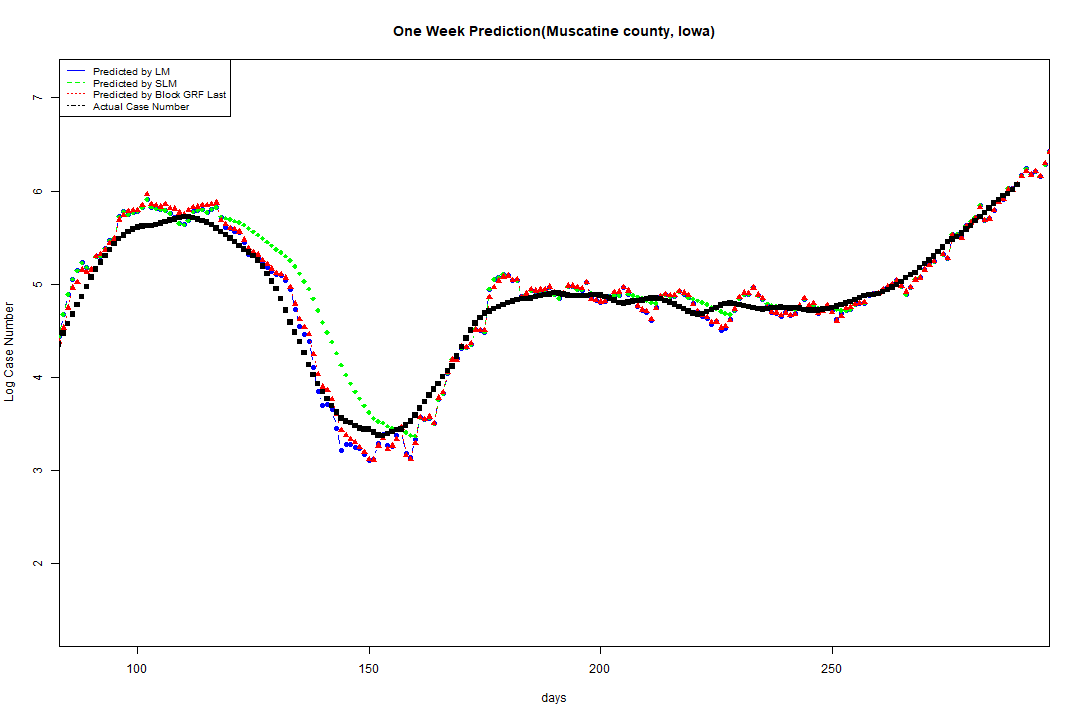 One Week Prediction(Muscatine county, Iowa)
Predicted by LM
Predicted by SLM
Predicted by Block GRF Last
Actual Case Number
7
6
5
4
3
2
Log Case Number
100 150 200 250
days